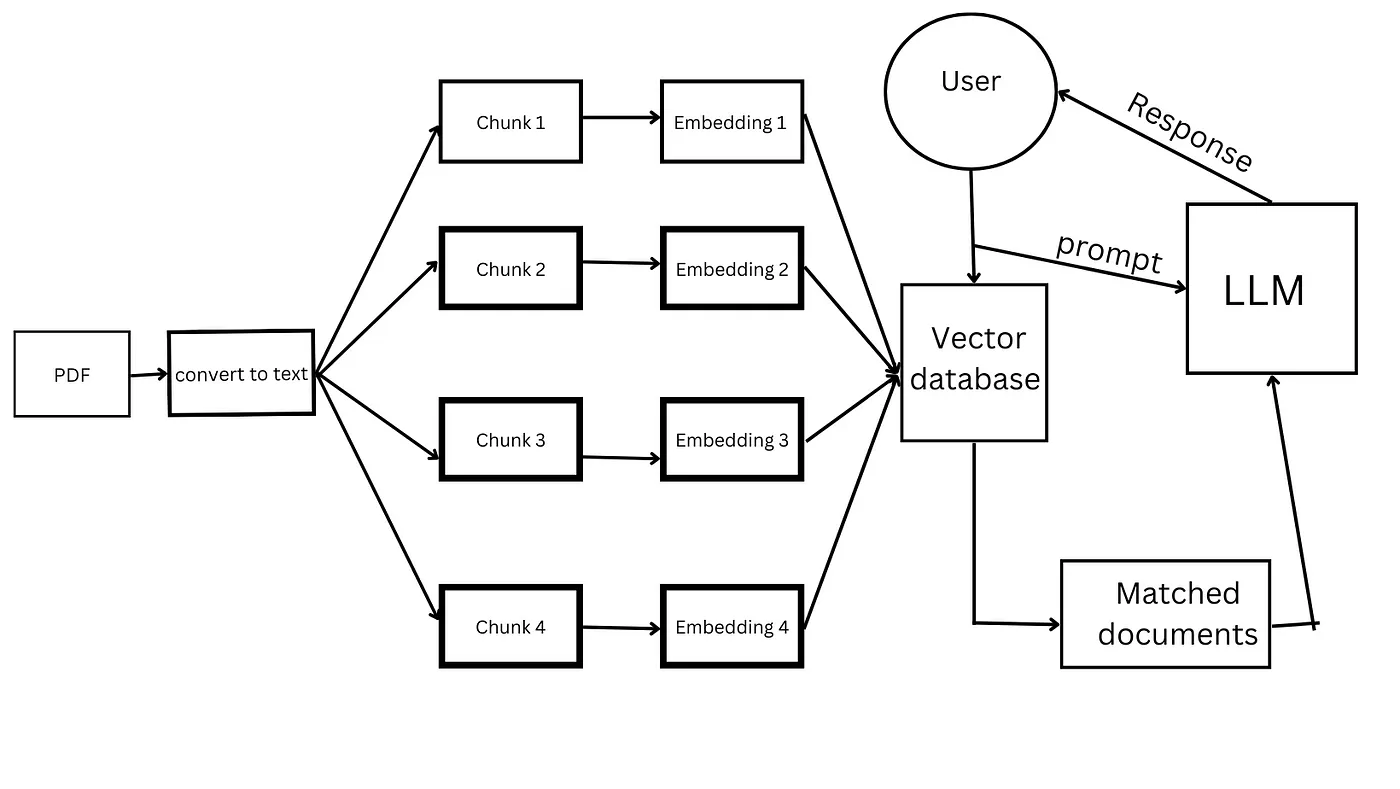 PDF
convert to text
Chunk 1
Embedding 1
Chunk 2
Embedding 2
Chunk 3
Embedding 3
Chunk 4
Embedding 4
User
Response
prompt
LLM
Vector
database
Matched
documents